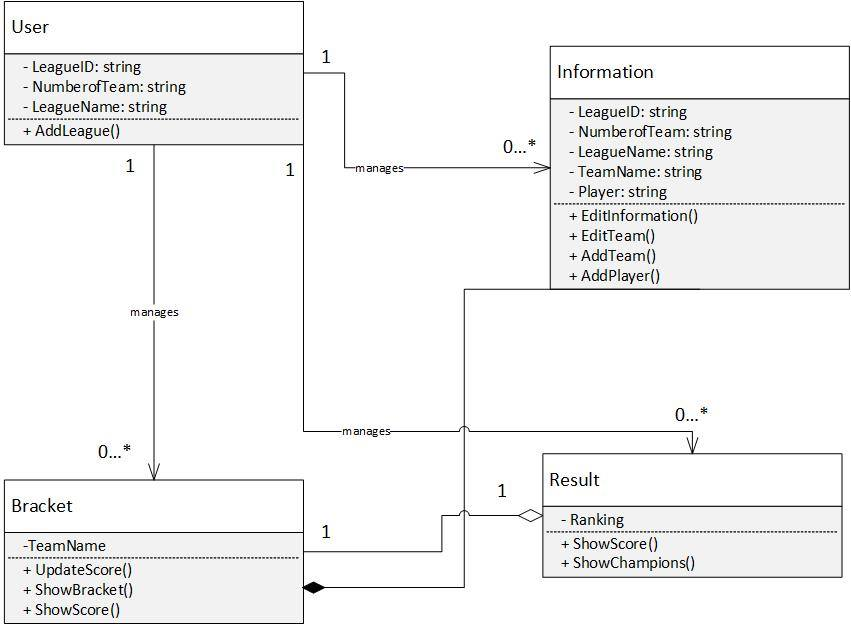 User
- LeagueID: string
- NumberofTeam: string
- LeagueName: string
+ AddLeague()
1
1
1
0...*
manages
Information
- LeagueID: string
- NumberofTeam: string
- LeagueName: string
- TeamName: string
- Player: string
+ EditInformation()
+ EditTeam()
+ AddTeam()
+ AddPlayer()
manages
0...*
manages
0...*
Bracket
-TeamName
+ UpdateScore()
+ ShowBracket()
+ ShowScore()
1
1
Result
- Ranking
+ ShowScore()
+ ShowChampions()